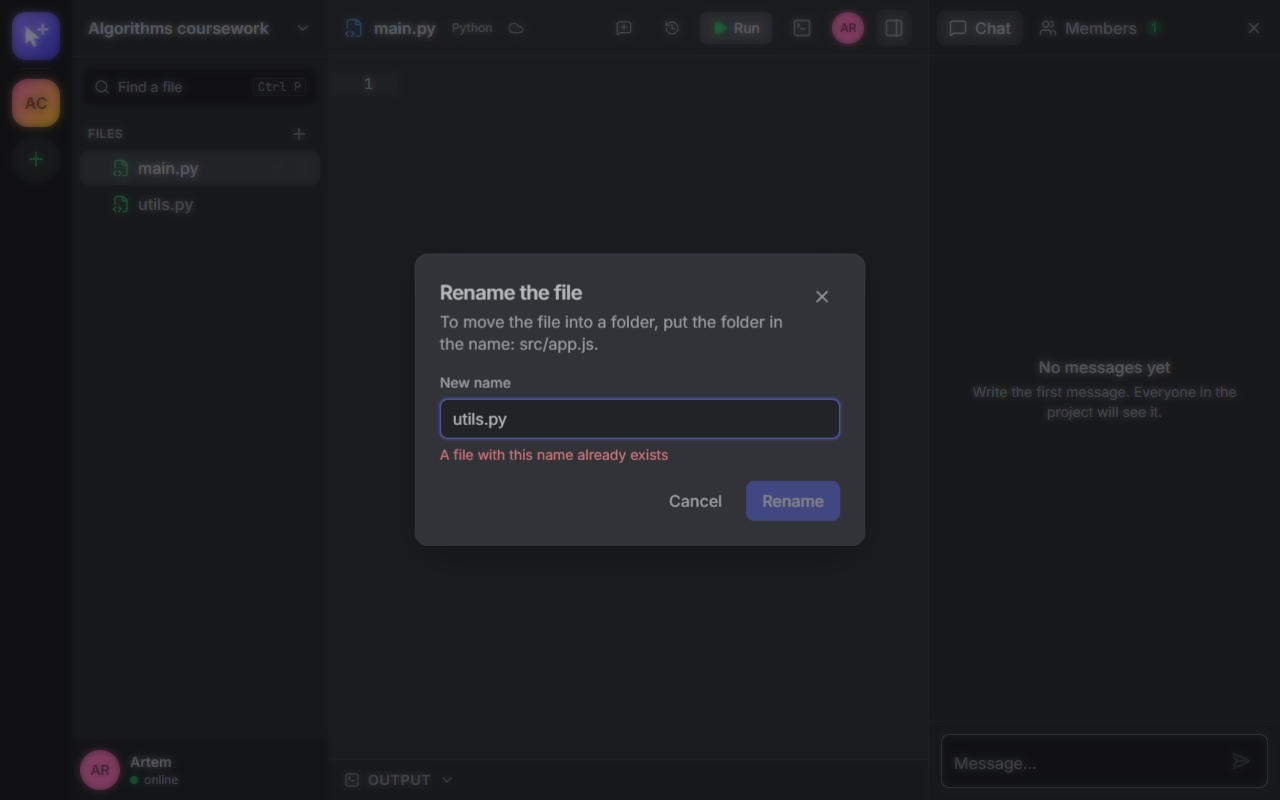 Algorithms coursework
main.py
Python
Run
AR
Chat
Members
1
AC
Find a file
Ctrl P
1
FILES
main.py
utils.py
Rename the file
To move the file into a folder, put the folder in
the name: src/app.js.
New name
utils.py
A file with this name already exists
Cancel
Rename
No messages yet
Write the first message. Everyone in the
project will see it.
AR
Artem
online
OUTPUT
Message...